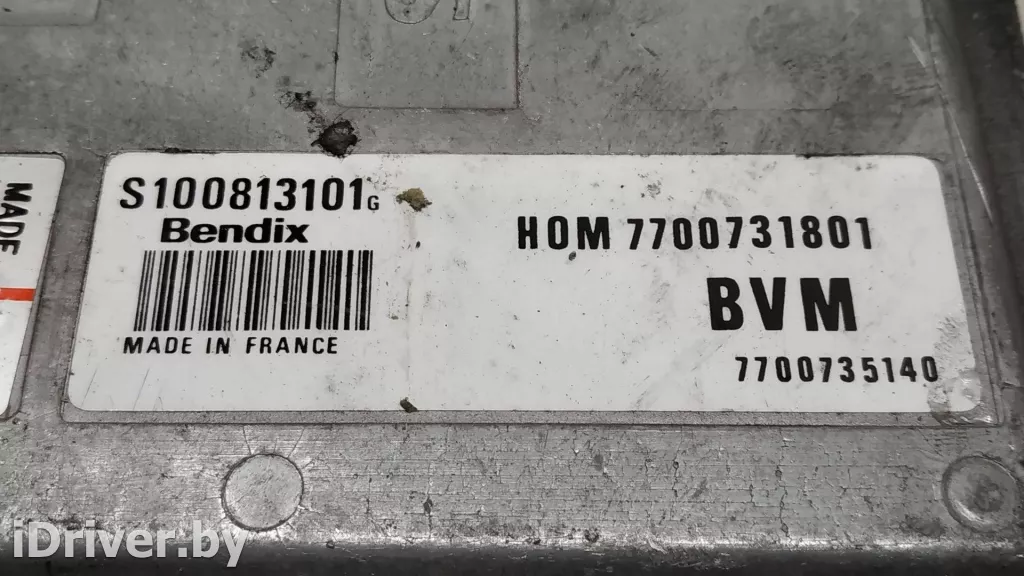 MADE
S100813101G
Bendix
MADE IN FRANCE
HOM 7700731801
BVM
7700735140
iDriver.by